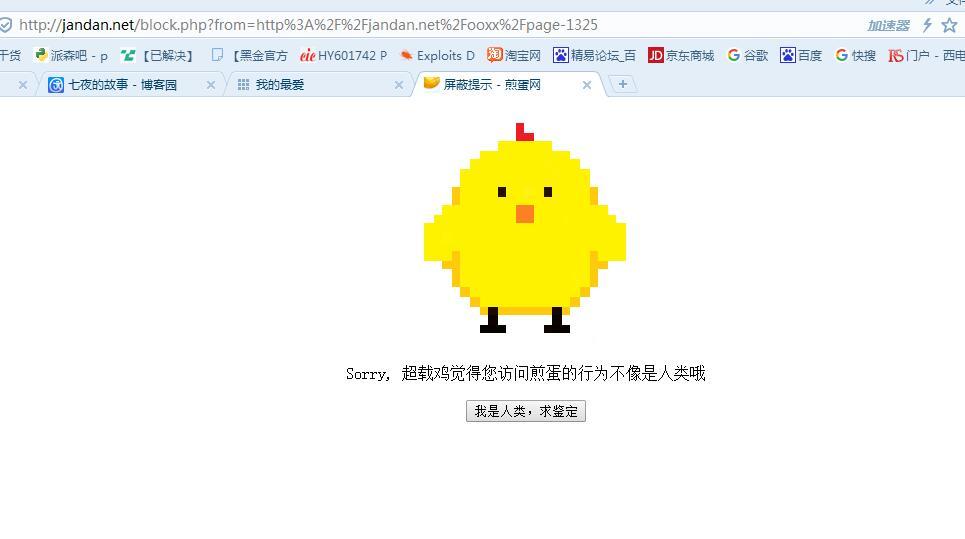 http://jandan.net/block.php?from=http%3A%2F%2Fjandan.net%2Fooxx%2Fpage-1325 加速器
干货 派森吧 - p 【已解决】 【黑金官方 HY601742 P Exploits D 淘宝网 精易论坛_百 京东商城 谷歌 百度 快搜 门户 - 西电
七夜的故事 - 博客园 我的最爱 屏蔽提示 - 煎蛋网
Sorry, 超载鸡觉得您访问煎蛋的行为不像是人类哦
我是人类，求鉴定